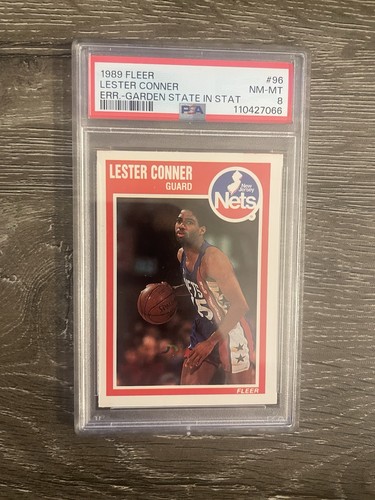 1989 FLEER #96
LESTER CONNER NM-MT
ERR.-GARDEN STATE IN STAT 8
PSA 110427066
LESTER CONNER
GUARD
New
Jersey
Nets
NETS
FLEER